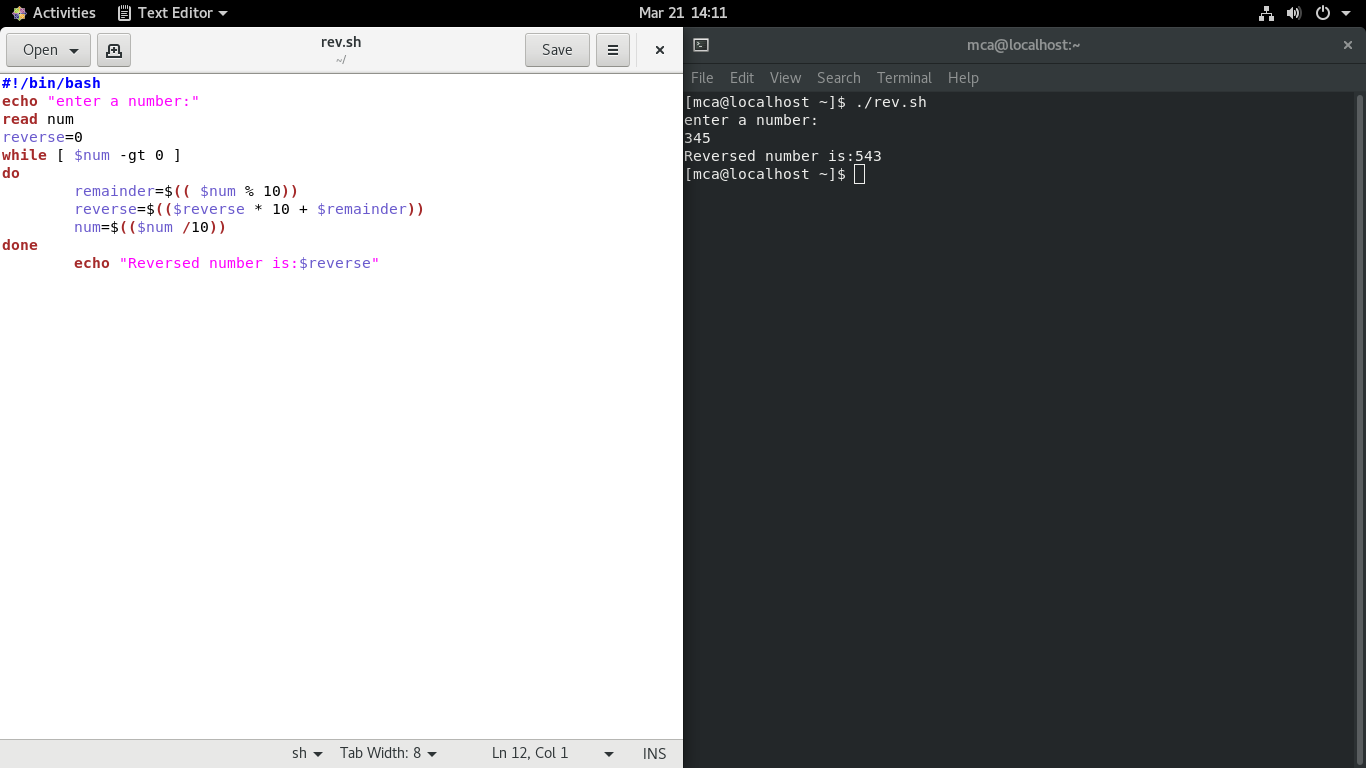 Activities Text Editor Mar 21 14:11
Open rev.sh Save
~/
#!/bin/bash
echo "enter a number:"
read num
reverse=0
while [ $num -gt 0 ]
do
remainder=$(( $num % 10))
reverse=$(($reverse * 10 + $remainder))
num=$(($num /10))
done
echo "Reversed number is:$reverse"
sh Tab Width: 8 Ln 12, Col 1 INS
mca@localhost:~
File Edit View Search Terminal Help
[mca@localhost ~]$ ./rev.sh
enter a number:
345
Reversed number is:543
[mca@localhost ~]$